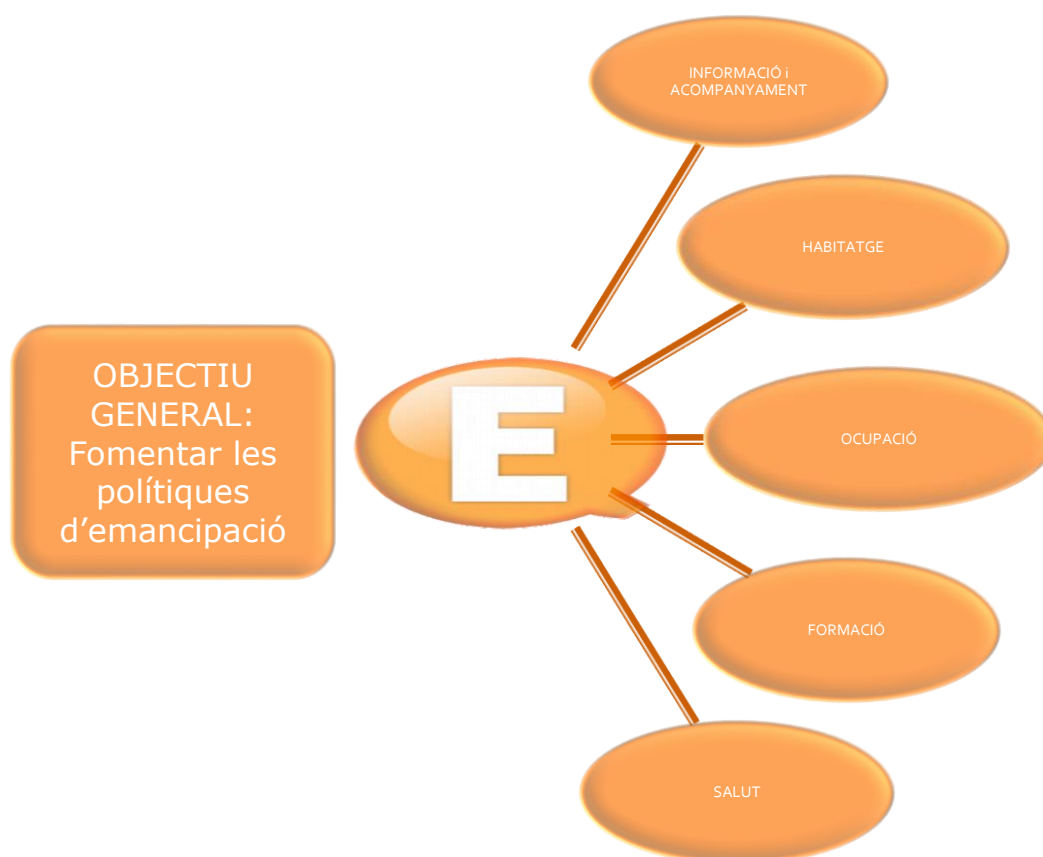 OBJECTIU
GENERAL:
Fomentar les
polítiques
d’emancipació
E
INFORMACIÓ i
ACOMPANYAMENT
HABITATGE
OCUPACIÓ
FORMACIÓ
SALUT